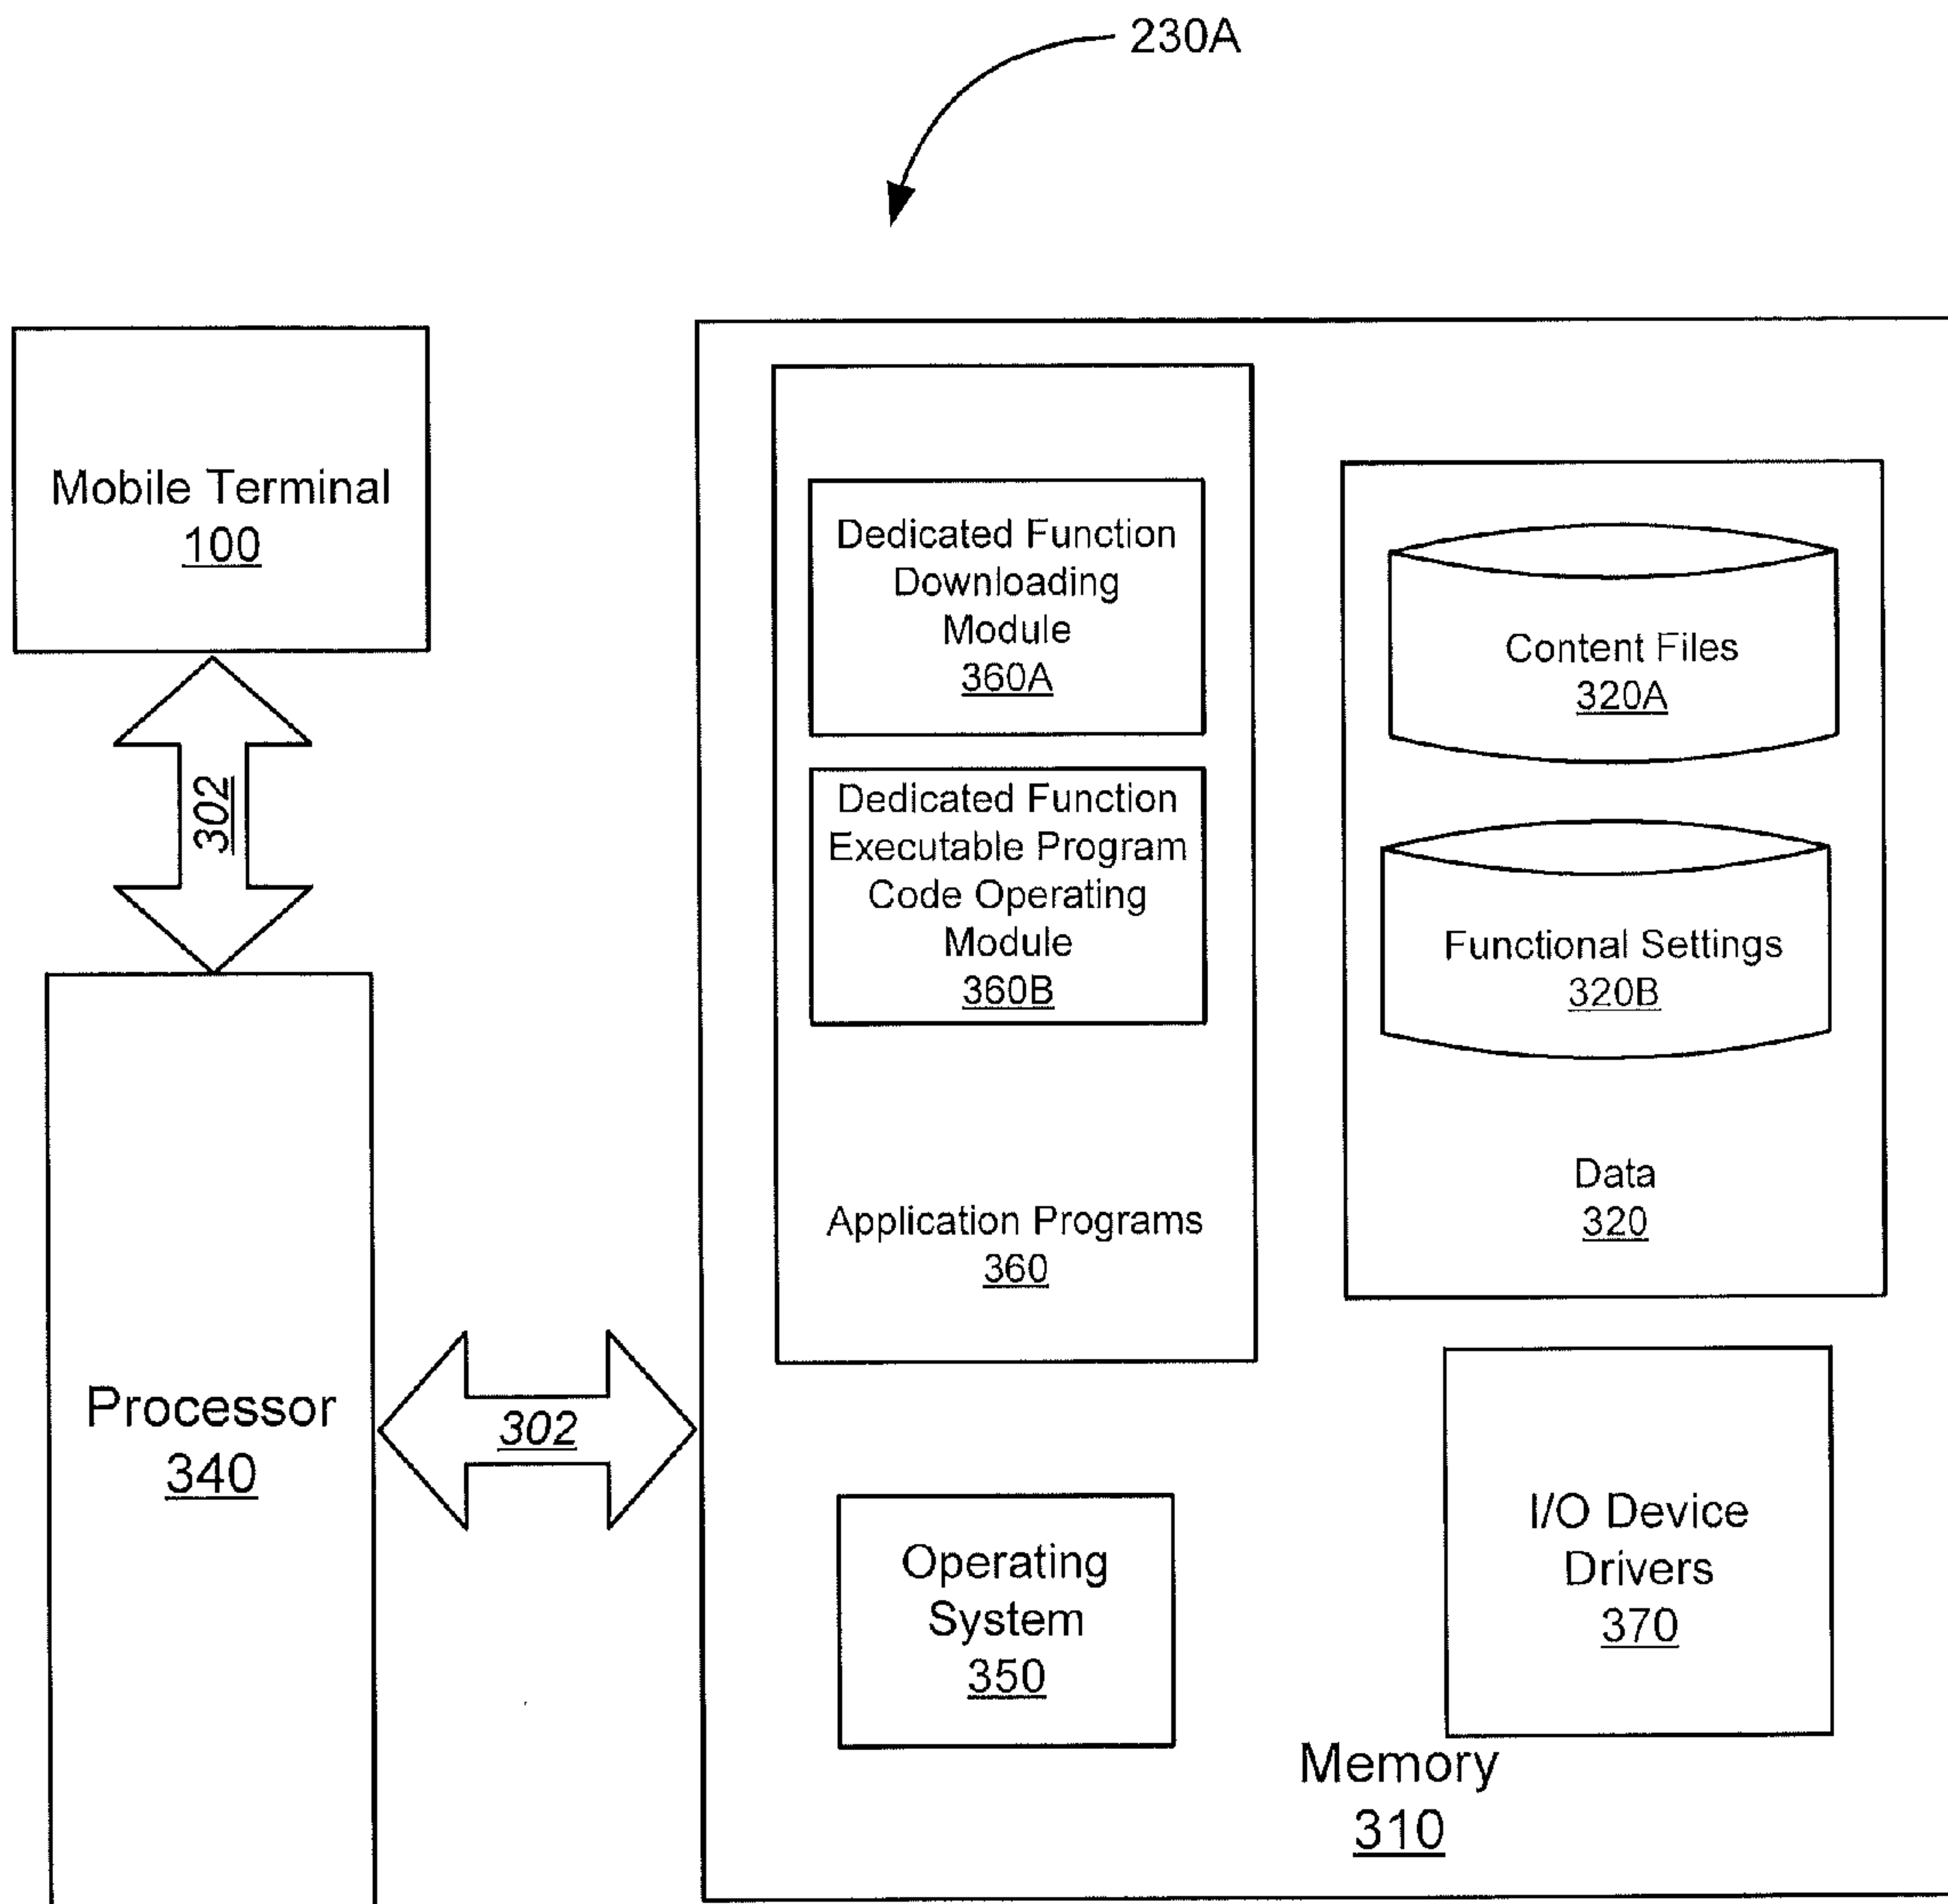 230A
Mobile Terminal
100
302
Processor
340
302
Dedicated Function
Downloading
Module
360A
Dedicated Function
Executable Program
Code Operating
Module
360B
Application Programs
360
Content Files
320A
Functional Settings
320B
Data
320
Operating
System
350
I/O Device
Drivers
370
Memory
310